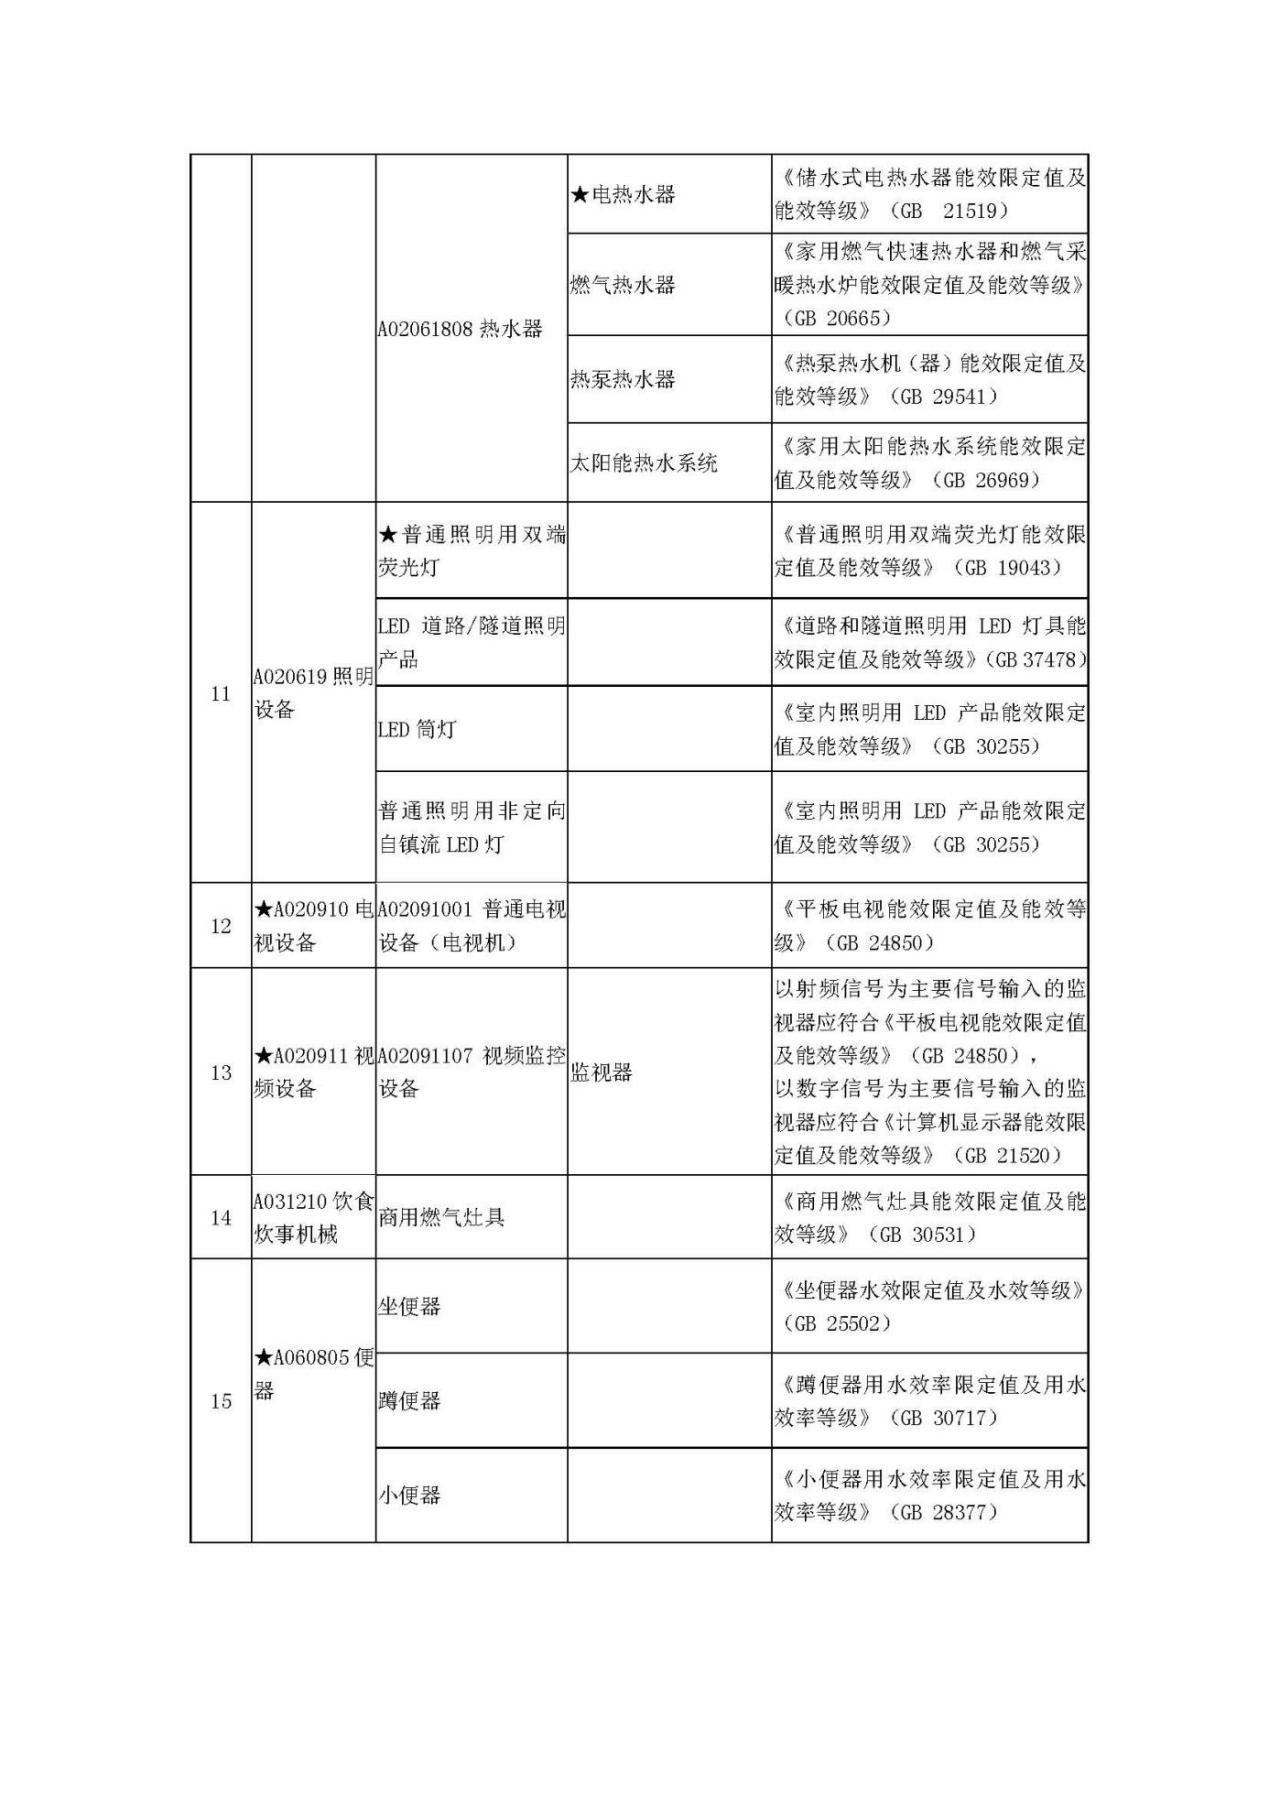 A02061808 热水器
★电热水器
《储水式电热水器能效限定值及
能效等级》（GB 21519）
燃气热水器
《家用燃气快速热水器和燃气采
暖热水炉能效限定值及能效等级》
（GB 20665）
热泵热水器
《热泵热水机（器）能效限定值及
能效等级》（GB 29541）
太阳能热水系统
《家用太阳能热水系统能效限定
值及能效等级》（GB 26969）
11
A020619 照明
设备
★普通照明用双端
荧光灯
《普通照明用双端荧光灯能效限
定值及能效等级》（GB 19043）
LED 道路/隧道照明
产品
《道路和隧道照明用 LED 灯具能
效限定值及能效等级》（GB 37478）
LED 筒灯
《室内照明用 LED 产品能效限定
值及能效等级》（GB 30255）
普通照明用非定向
自镇流 LED 灯
《室内照明用 LED 产品能效限定
值及能效等级》（GB 30255）
12
★A020910 电
视设备
A02091001 普通电视
设备（电视机）
《平板电视能效限定值及能效等
级》（GB 24850）
13
★A020911 视
频设备
A02091107 视频监控
设备
监视器
以射频信号为主要信号输入的监
视器应符合《平板电视能效限定值
及能效等级》（GB 24850），
以数字信号为主要信号输入的监
视器应符合《计算机显示器能效限
定值及能效等级》（GB 21520）
14
A031210 饮食
炊事机械
商用燃气灶具
《商用燃气灶具能效限定值及能
效等级》（GB 30531）
15
★A060805 便
器
坐便器
《坐便器水效限定值及水效等级》
（GB 25502）
蹲便器
《蹲便器用水效率限定值及用水
效率等级》（GB 30717）
小便器
《小便器用水效率限定值及用水
效率等级》（GB 28377）